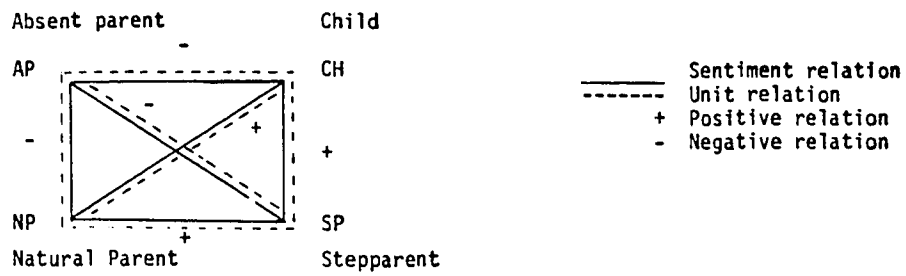 Absent parent Child
-
AP CH
- +
- +
NP SP
+
Natural Parent Stepparent
Sentiment relation
Unit relation
+ Positive relation
- Negative relation